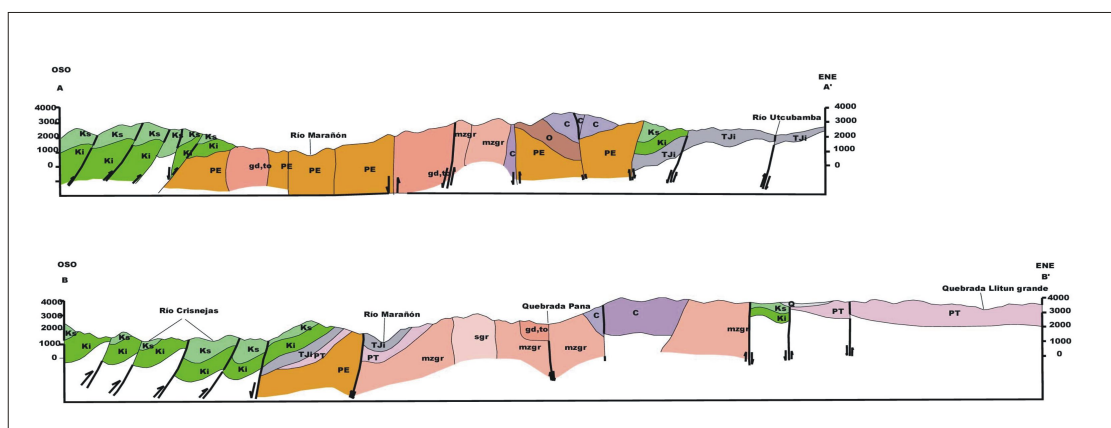 OSO
A
ENE
A'
4000
3000
2000
1000
0
4000
3000
2000
1000
0
Ks
Ks
Ks
Ks
Ks
Ks
Ki
Ki
Ki
Ki
Ki
PE
gd,to
PE
Río Marañón
PE
PE
gd,to
mzgr
mzgr
C
PE
O
C
C
C
PE
Ks
Ki
TJi
TJi
Río Utcubamba
TJi
OSO
B
ENE
B'
4000
3000
2000
1000
0
4000
3000
2000
1000
0
Ks
Ki
Ks
Ki
Río Crisnejas
Ks
Ki
Ks
Ki
Ks
Ki
Ks
Ki
TJi
PT
PE
Río Marañón
TJi
PT
mzgr
sgr
gd,to
mzgr
Quebrada Pana
mzgr
C
C
mzgr
Ks
Ki
Q
PT
Quebrada Llitun grande
PT